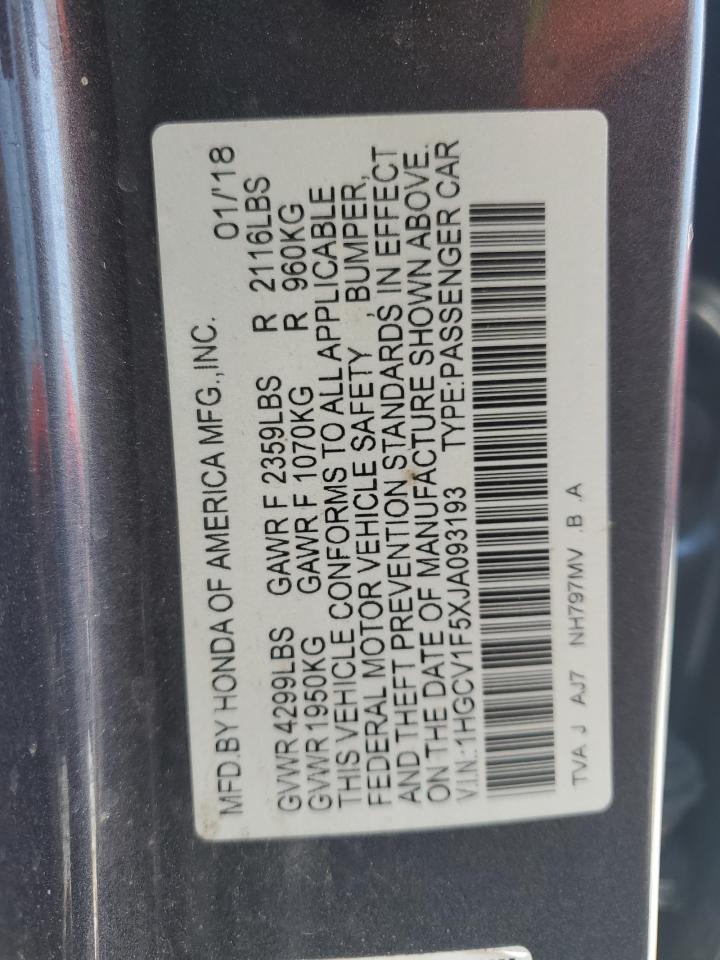 MFD.BY HONDA OF AMERICA MFG.,INC. 01/'18
GVWR 4299LBS GAWR F 2359LBS R 2116LBS
GVWR 1950KG GAWR F 1070KG R 960KG
THIS VEHICLE CONFORMS TO ALL APPLICABLE
FEDERAL MOTOR VEHICLE SAFETY , BUMPER,
AND THEFT PREVENTION STANDARDS IN EFFECT
ON THE DATE OF MANUFACTURE SHOWN ABOVE.
V.I.N.:1HGCV1F5XJA093193 TYPE:PASSENGER CAR
TVA J AJ7 NH797MV .B .A